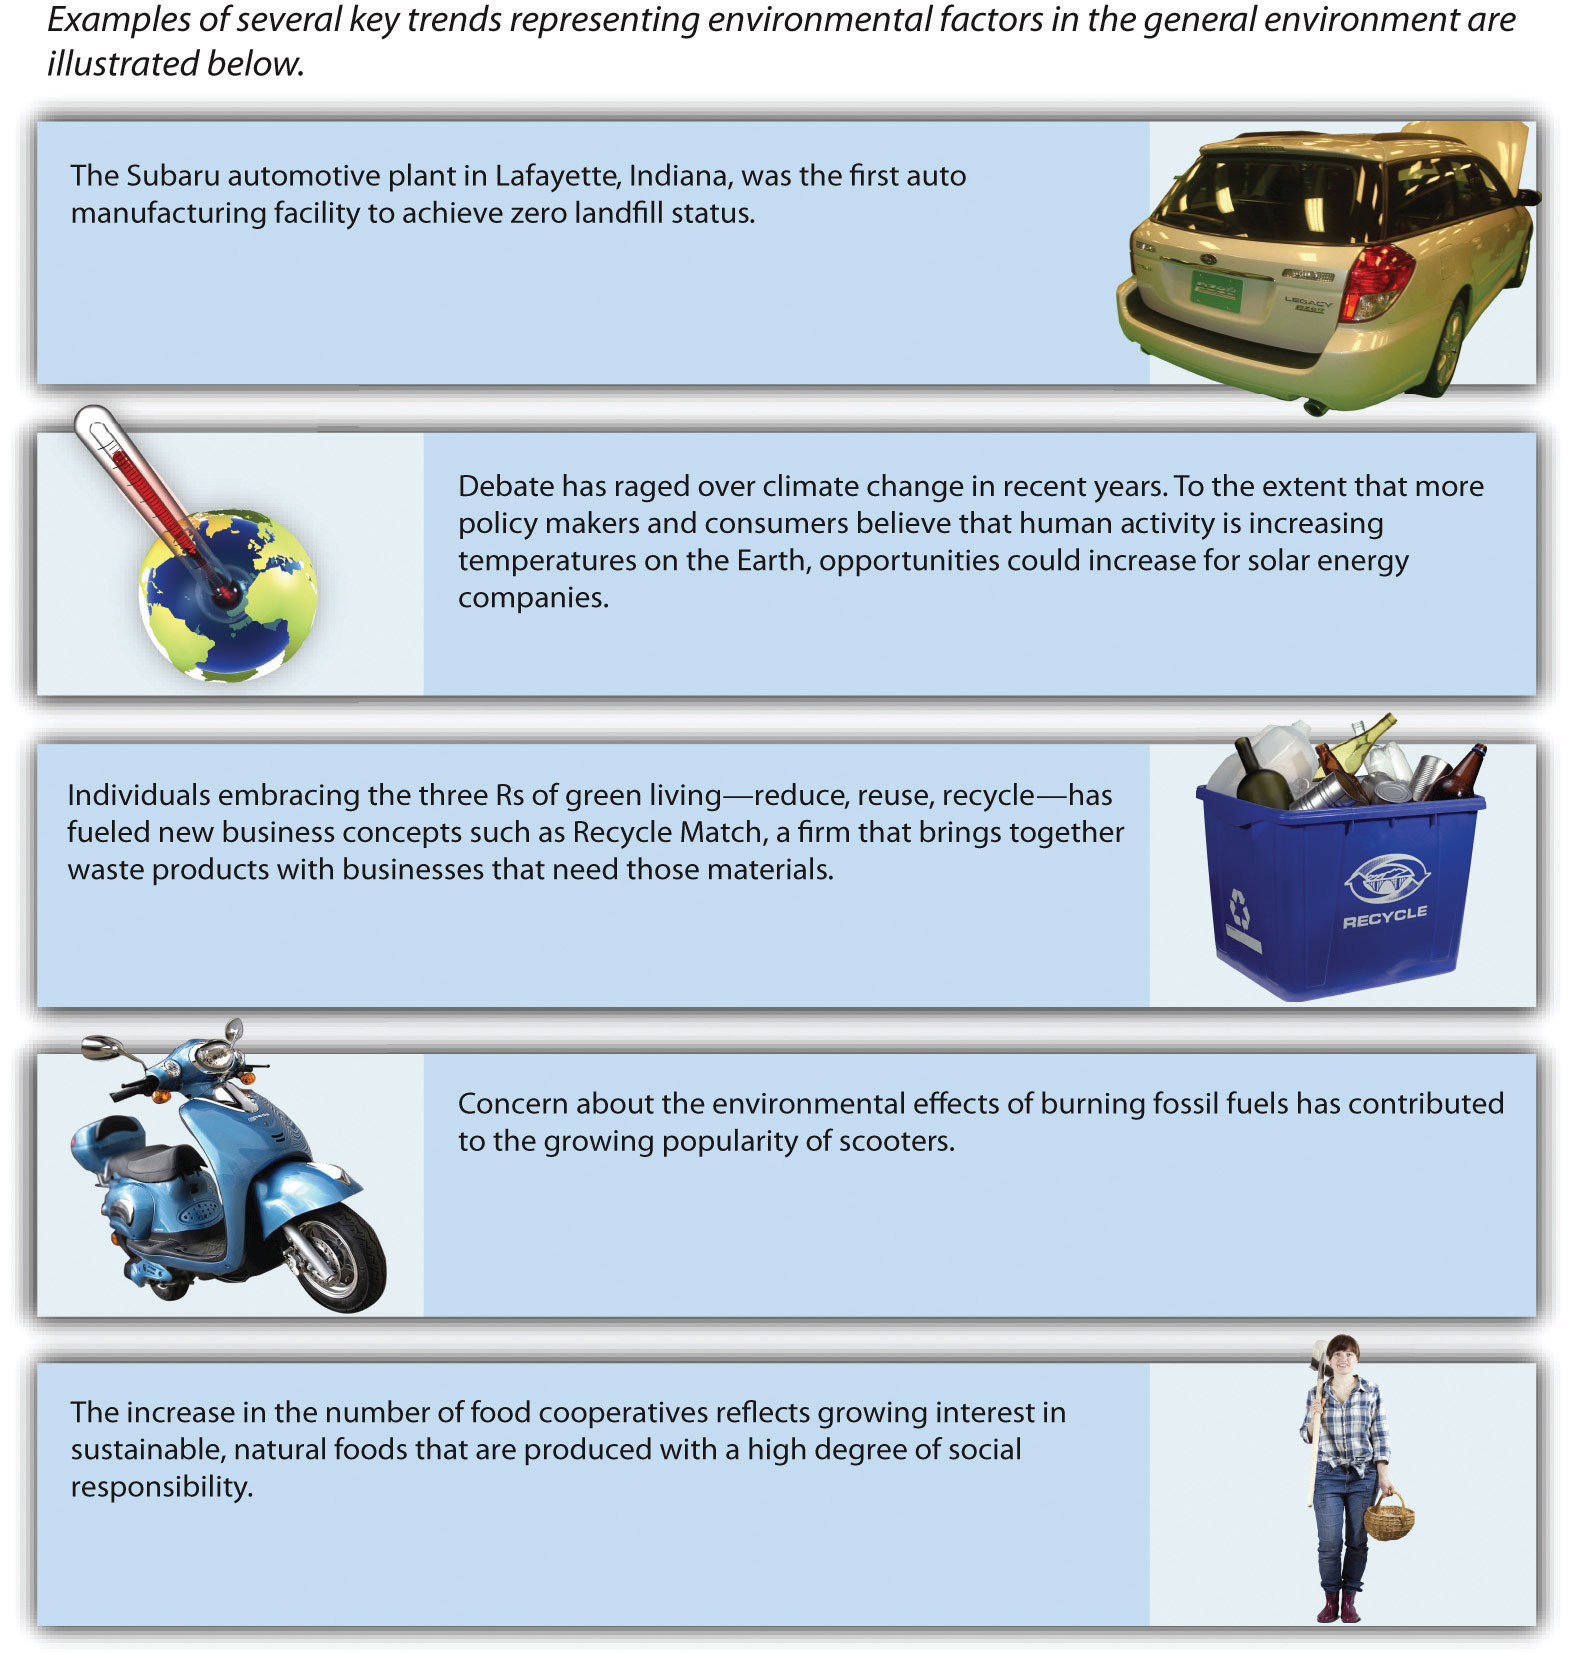 Examples of several key trends representing environmental factors in the general environment are
illustrated below.
The Subaru automotive plant in Lafayette, Indiana, was the first auto
manufacturing facility to achieve zero landfill status.
LEGACY
Debate has raged over climate change in recent years. To the extent that more
policy makers and consumers believe that human activity is increasing
temperatures on the Earth, opportunities could increase for solar energy
companies.
Individuals embracing the three Rs of green living—reduce, reuse, recycle—has
fueled new business concepts such as Recycle Match, a firm that brings together
waste products with businesses that need those materials.
RECYCLE
Concern about the environmental effects of burning fossil fuels has contributed
to the growing popularity of scooters.
The increase in the number of food cooperatives reflects growing interest in
sustainable, natural foods that are produced with a high degree of social
responsibility.